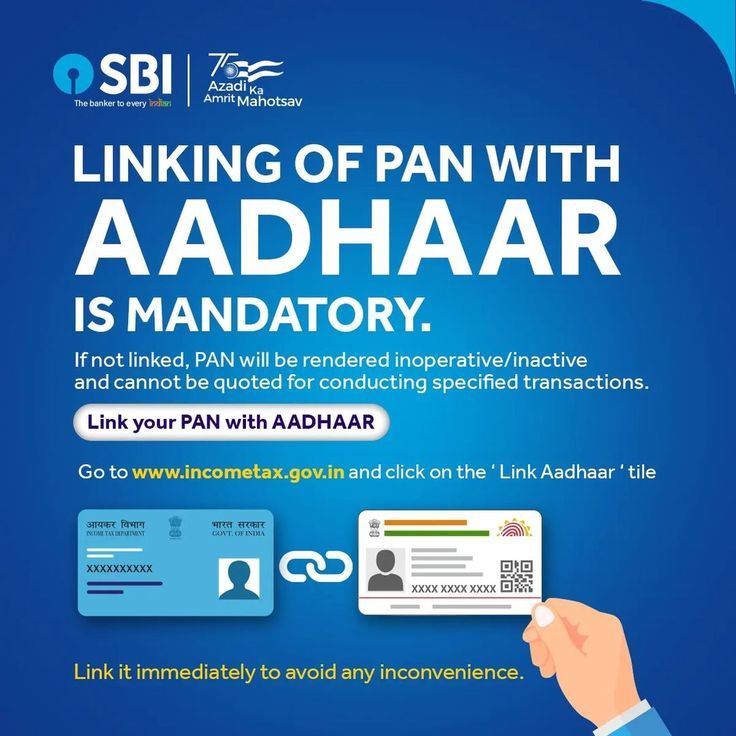 SBI
The banker to every indian
75
Azadi
Ka
Amrit Mahotsav
LINKING OF PAN WITH
AADHAAR
IS MANDATORY.
If not linked, PAN will be rendered inoperative/inactive
and cannot be quoted for conducting specified transactions.
Link your PAN with AADHAAR
Go to www.incometax.gov.in and click on the ‘ Link Aadhaar ‘ tile
आयकर विभाग
INCOME TAX DEPARTMENT
भारत सरकार
GOVT. OF INDIA
XXXXXXXXXX
XXXX XXXX XXXX
Link it immediately to avoid any inconvenience.